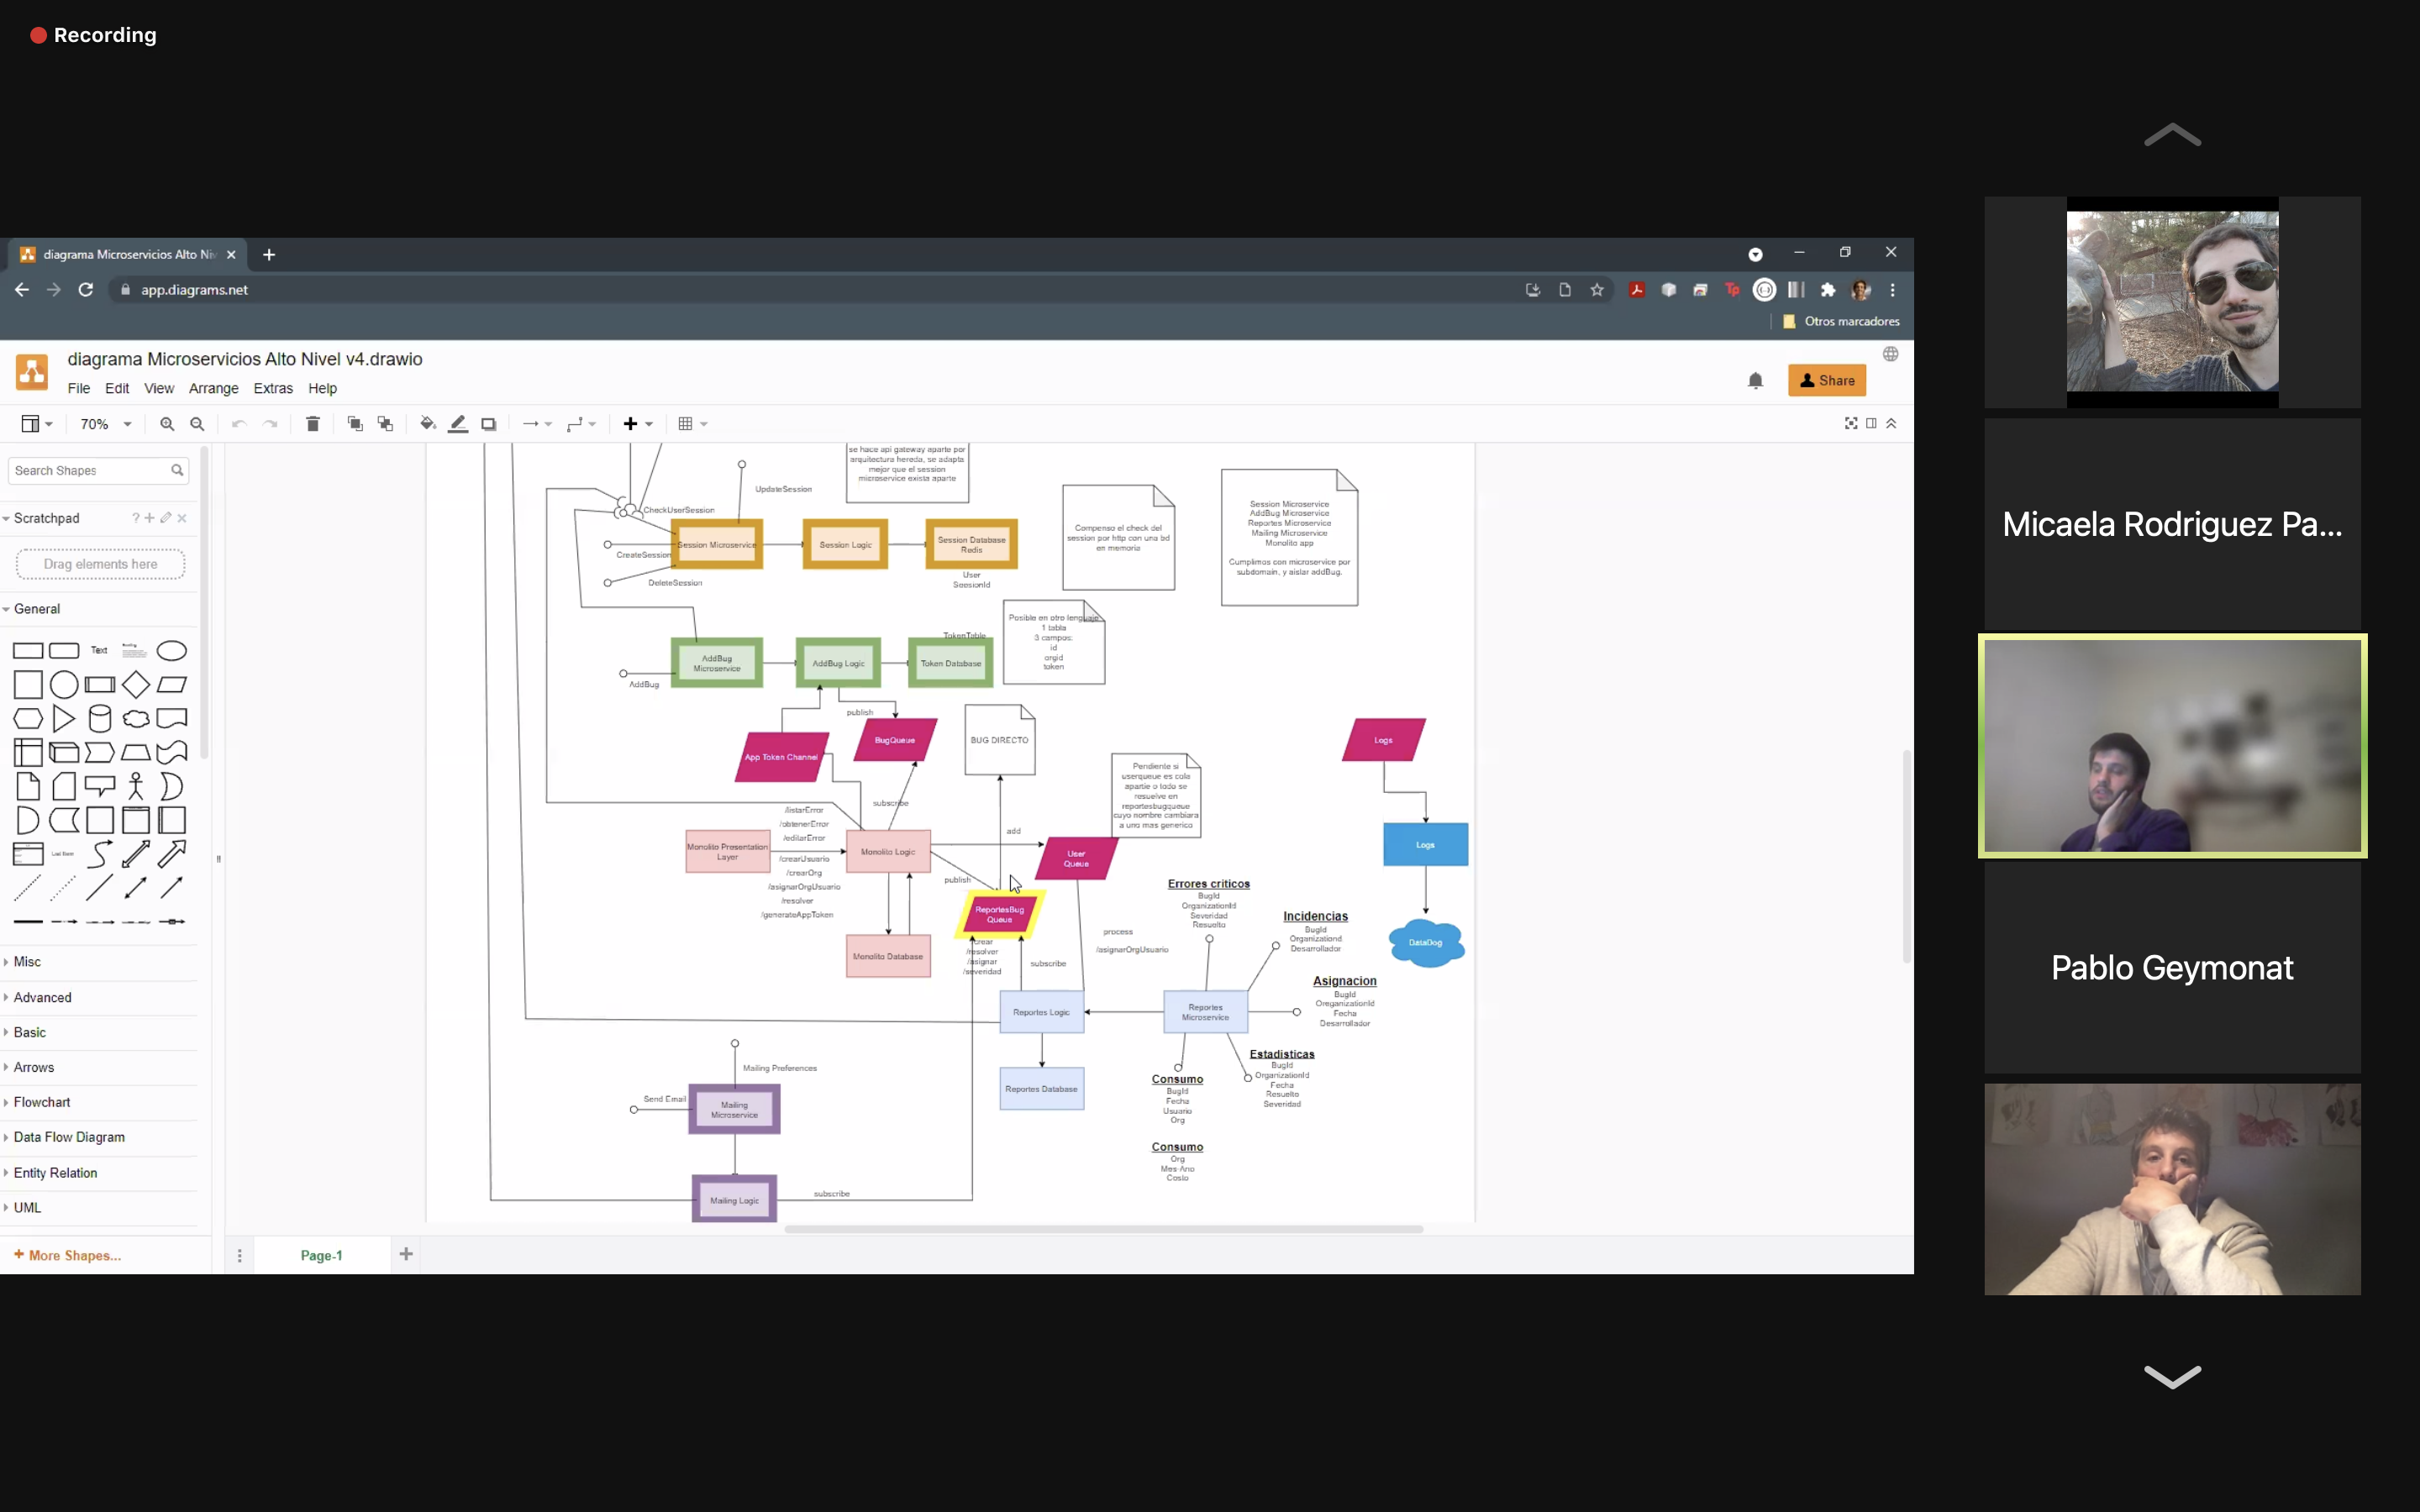 Recording
diagrama Microservicios Alto Niv
app.diagrams.net
Otros marcadores
diagrama Microservicios Alto Nivel v4.drawio
File Edit View Arrange Extras Help
Share
70%
Search Shapes
Scratchpad
Drag elements here
General
Text
Misc
Advanced
Basic
Arrows
Flowchart
Data Flow Diagram
Entity Relation
UML
+ More Shapes...
Page-1
se hace api gateway aparte por
arquitectura hereda, se adapta
mejor que el session
microservice exista aparte
UpdateSession
CheckUserSession
CreateSession
DeleteSession
Session Microservice
Session Logic
Session Database
Redis
User
SessionId
Compenso el check del
session por http con una bd
en memoria
Session Microservice
AddBug Microservice
Reportes Microservice
Mailing Microservice
Monolito app
Cumplimos con microservice por
subdomain, y aislar addBug.
AddBug
Microservice
AddBug Logic
TokenTable
Token Database
AddBug
Posible en otro lenguaje
1 tabla
3 campos:
id
orgid
token
publish
App Token Channel
BugQueue
BUG DIRECTO
subscribe
add
Pendiente si
userqueue es cola
aparte o todo se
resuelve en
reportesbugqueue
cuyo nombre cambiara
a uno mas generico
Logs
Logs
DataDog
/listarError
/obtenerError
/editarError
/crearUsuario
/crearOrg
/asignarOrgUsuario
/resolver
/generateAppToken
Monolito Presentation
Layer
Monolito Logic
Monolito Database
publish
User
Queue
ReportesBug
Queue
/crear
/resolver
/asignar
/severidad
subscribe
process
/asignarOrgUsuario
Errores criticos
BugId
OrganizationId
Severidad
Resuelto
Incidencias
BugId
OrganizationId
Desarrollador
Asignacion
BugId
OreganizationId
Fecha
Desarrollador
Reportes Logic
Reportes
Microservice
Reportes Database
Estadisticas
BugId
OrganizationId
Fecha
Resuelto
Severidad
Consumo
BugId
Fecha
Usuario
Org
Consumo
Org
Mes-Ano
Costo
Mailing Preferences
Send Email
Mailing
Microservice
Mailing Logic
subscribe
Micaela Rodriguez Pa...
Pablo Geymonat